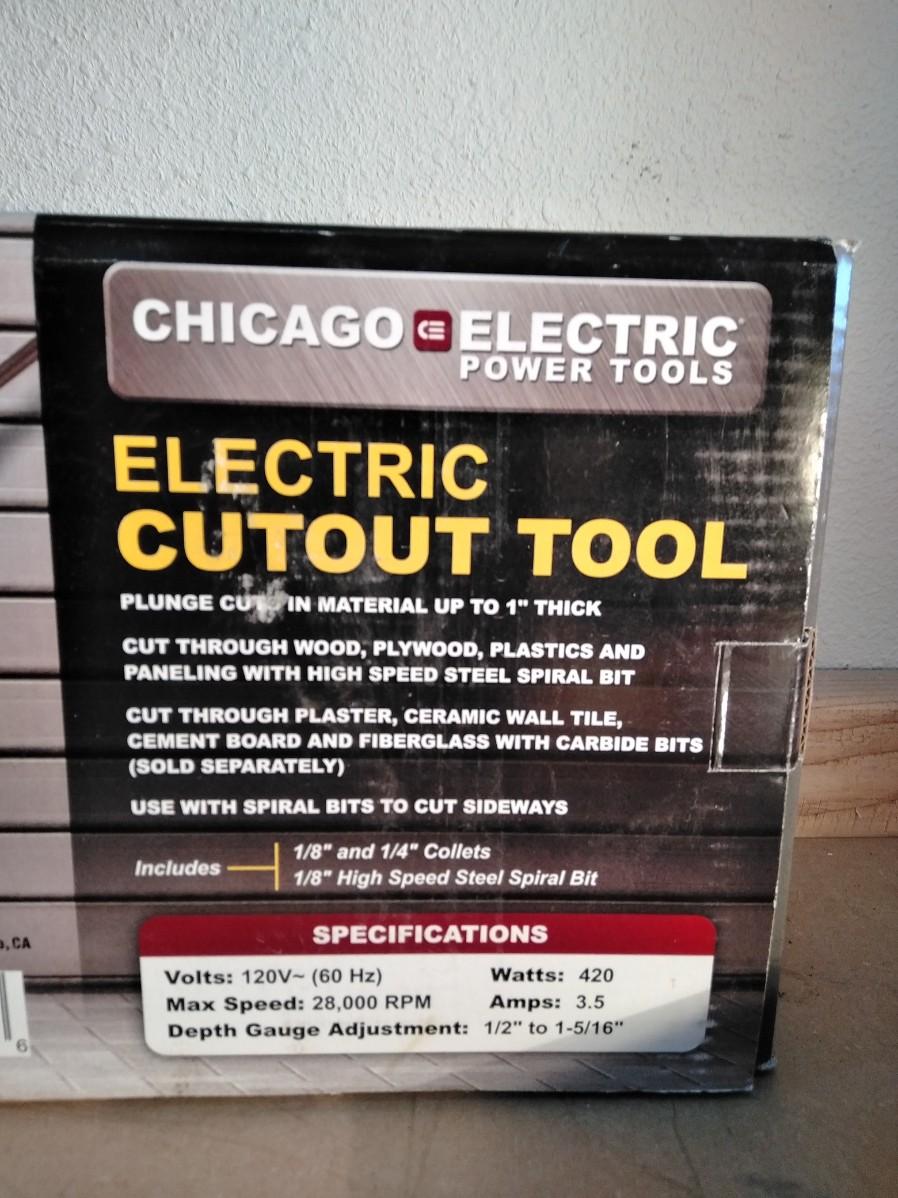 CHICAGO ELECTRIC®
POWER TOOLS
ELECTRIC
CUTOUT TOOL
PLUNGE CUTS IN MATERIAL UP TO 1" THICK
CUT THROUGH WOOD, PLYWOOD, PLASTICS AND
PANELING WITH HIGH SPEED STEEL SPIRAL BIT
CUT THROUGH PLASTER, CERAMIC WALL TILE,
CEMENT BOARD AND FIBERGLASS WITH CARBIDE BITS
(SOLD SEPARATELY)
USE WITH SPIRAL BITS TO CUT SIDEWAYS
Includes
1/8" and 1/4" Collets
1/8" High Speed Steel Spiral Bit
, CA
6
SPECIFICATIONS
Volts: 120V~ (60 Hz) Watts: 420
Max Speed: 28,000 RPM Amps: 3.5
Depth Gauge Adjustment: 1/2" to 1-5/16"